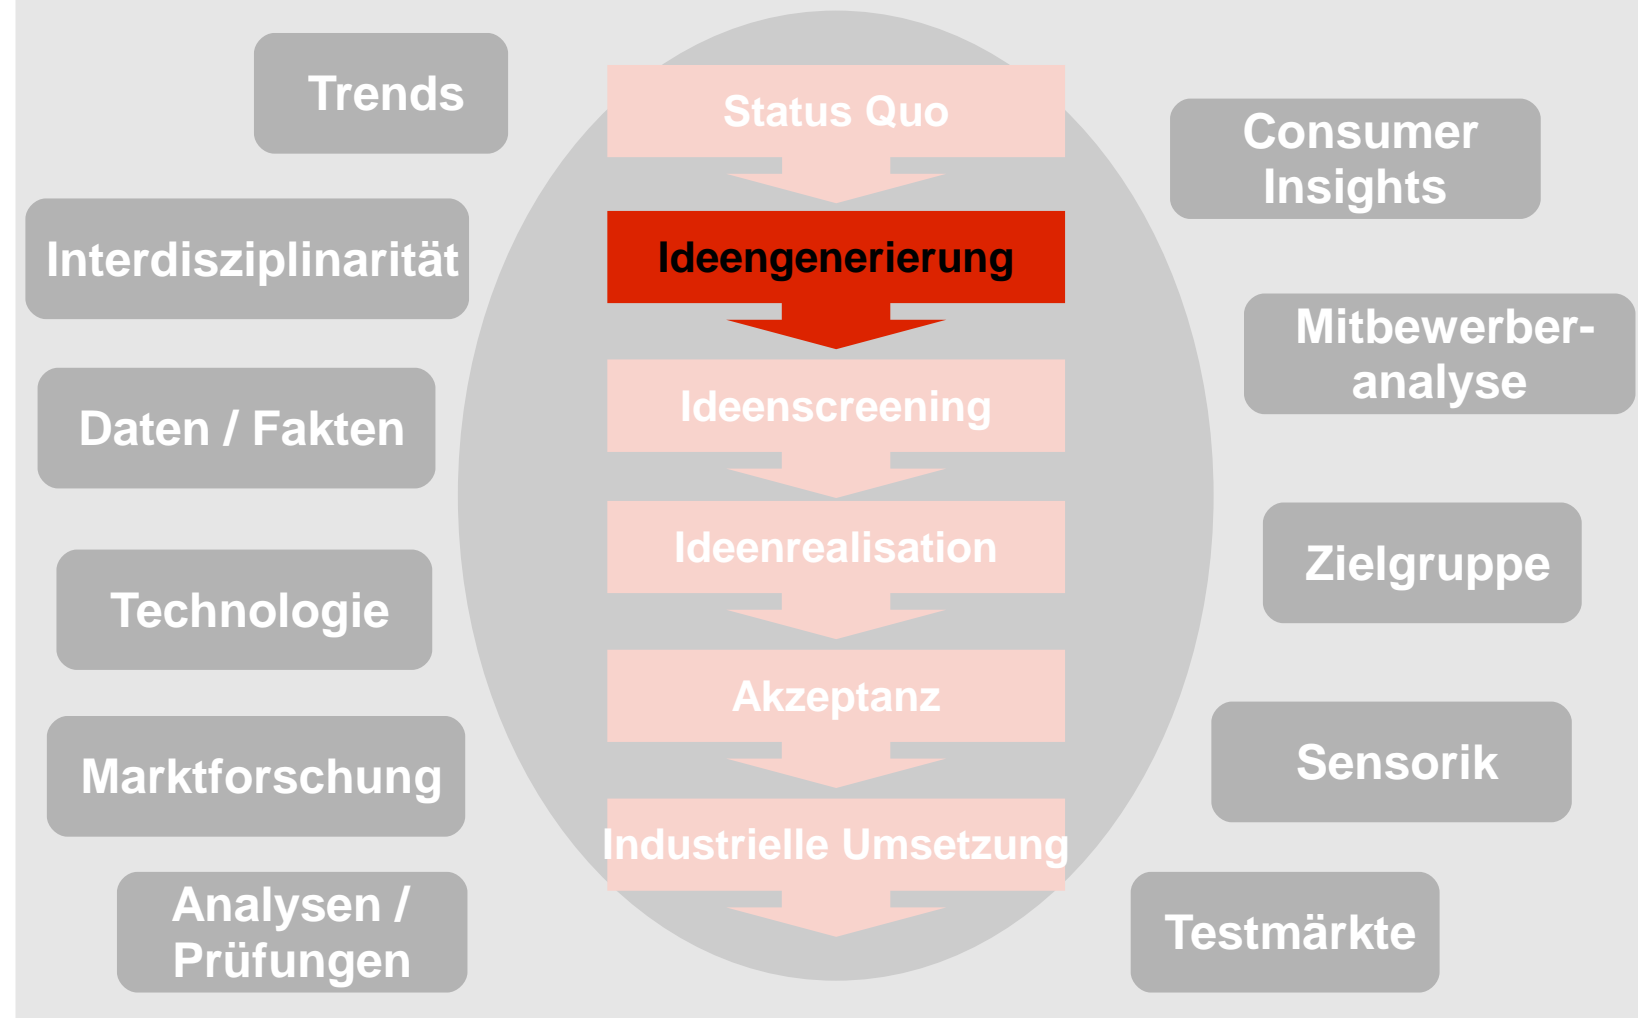 Trends
Interdisziplinarität
Daten / Fakten
Technologie
Marktforschung
Analysen /
Prüfungen
Status Quo
Ideengenerierung
Ideenscreening
Ideenrealisation
Akzeptanz
Industrielle Umsetzung
Consumer
Insights
Mitbewerber-
analyse
Zielgruppe
Sensorik
Testmärkte